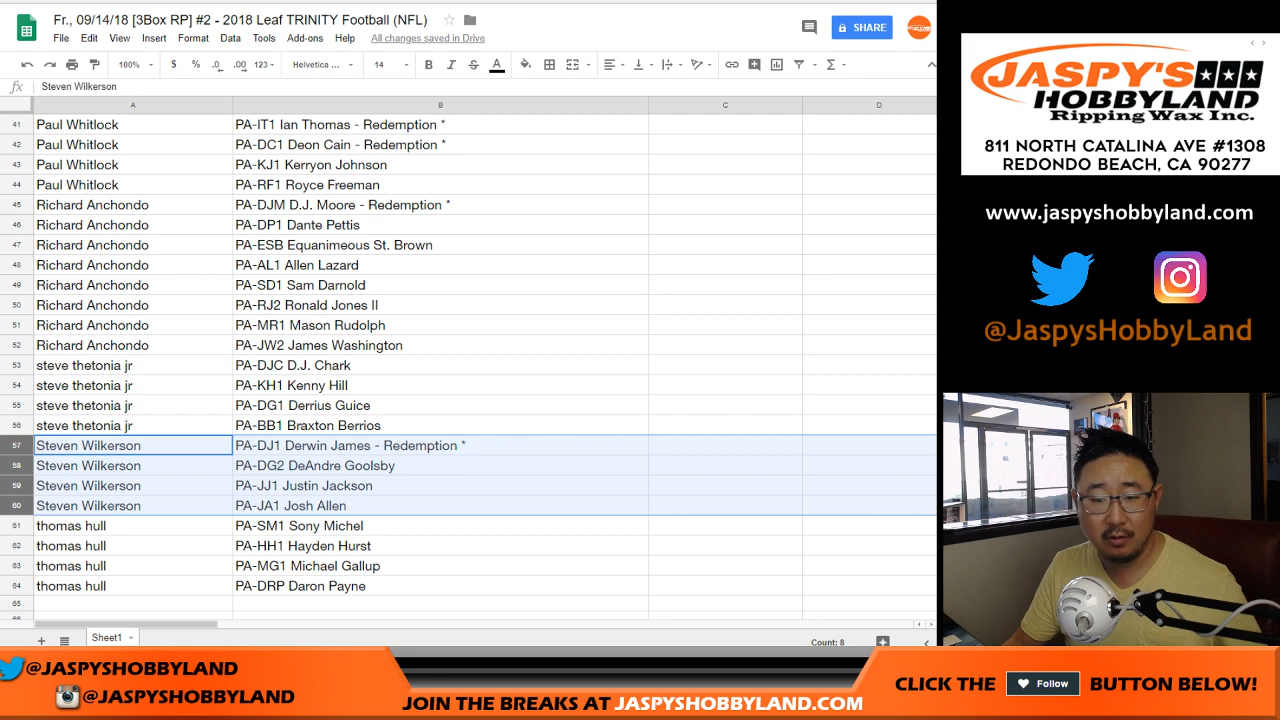 Fr., 09/14/18 [3Box RP] #2 - 2018 Leaf TRINITY Football (NFL)
File Edit View Insert Format Data Tools Add-ons Help All changes saved in Drive
SHARE
100% $ % .0 .00 123 Helvetica ... 14 B I S A
fx Steven Wilkerson
A B C D
41 Paul Whitlock PA-IT1 Ian Thomas - Redemption *
42 Paul Whitlock PA-DC1 Deon Cain - Redemption *
43 Paul Whitlock PA-KJ1 Kerryon Johnson
44 Paul Whitlock PA-RF1 Royce Freeman
45 Richard Anchondo PA-DJM D.J. Moore - Redemption *
46 Richard Anchondo PA-DP1 Dante Pettis
47 Richard Anchondo PA-ESB Equanimeous St. Brown
48 Richard Anchondo PA-AL1 Allen Lazard
49 Richard Anchondo PA-SD1 Sam Darnold
50 Richard Anchondo PA-RJ2 Ronald Jones II
51 Richard Anchondo PA-MR1 Mason Rudolph
52 Richard Anchondo PA-JW2 James Washington
53 steve thetonia jr PA-DJC D.J. Chark
54 steve thetonia jr PA-KH1 Kenny Hill
55 steve thetonia jr PA-DG1 Derrius Guice
56 steve thetonia jr PA-BB1 Braxton Berrios
57 Steven Wilkerson PA-DJ1 Derwin James - Redemption *
58 Steven Wilkerson PA-DG2 DeAndre Goolsby
59 Steven Wilkerson PA-JJ1 Justin Jackson
60 Steven Wilkerson PA-JA1 Josh Allen
61 thomas hull PA-SM1 Sony Michel
62 thomas hull PA-HH1 Hayden Hurst
63 thomas hull PA-MG1 Michael Gallup
64 thomas hull PA-DRP Daron Payne
65
Sheet1
Count: 8
JASPY'S
HOBBYLAND
Ripping Wax Inc.
811 NORTH CATALINA AVE #1308
REDONDO BEACH, CA 90277
www.jaspyshobbyland.com
@JaspysHobbyLand
@JASPYSHOBBYLAND
@JASPYSHOBBYLAND
JOIN THE BREAKS AT JASPYSHOBBYLAND.COM
CLICK THE Follow BUTTON BELOW!